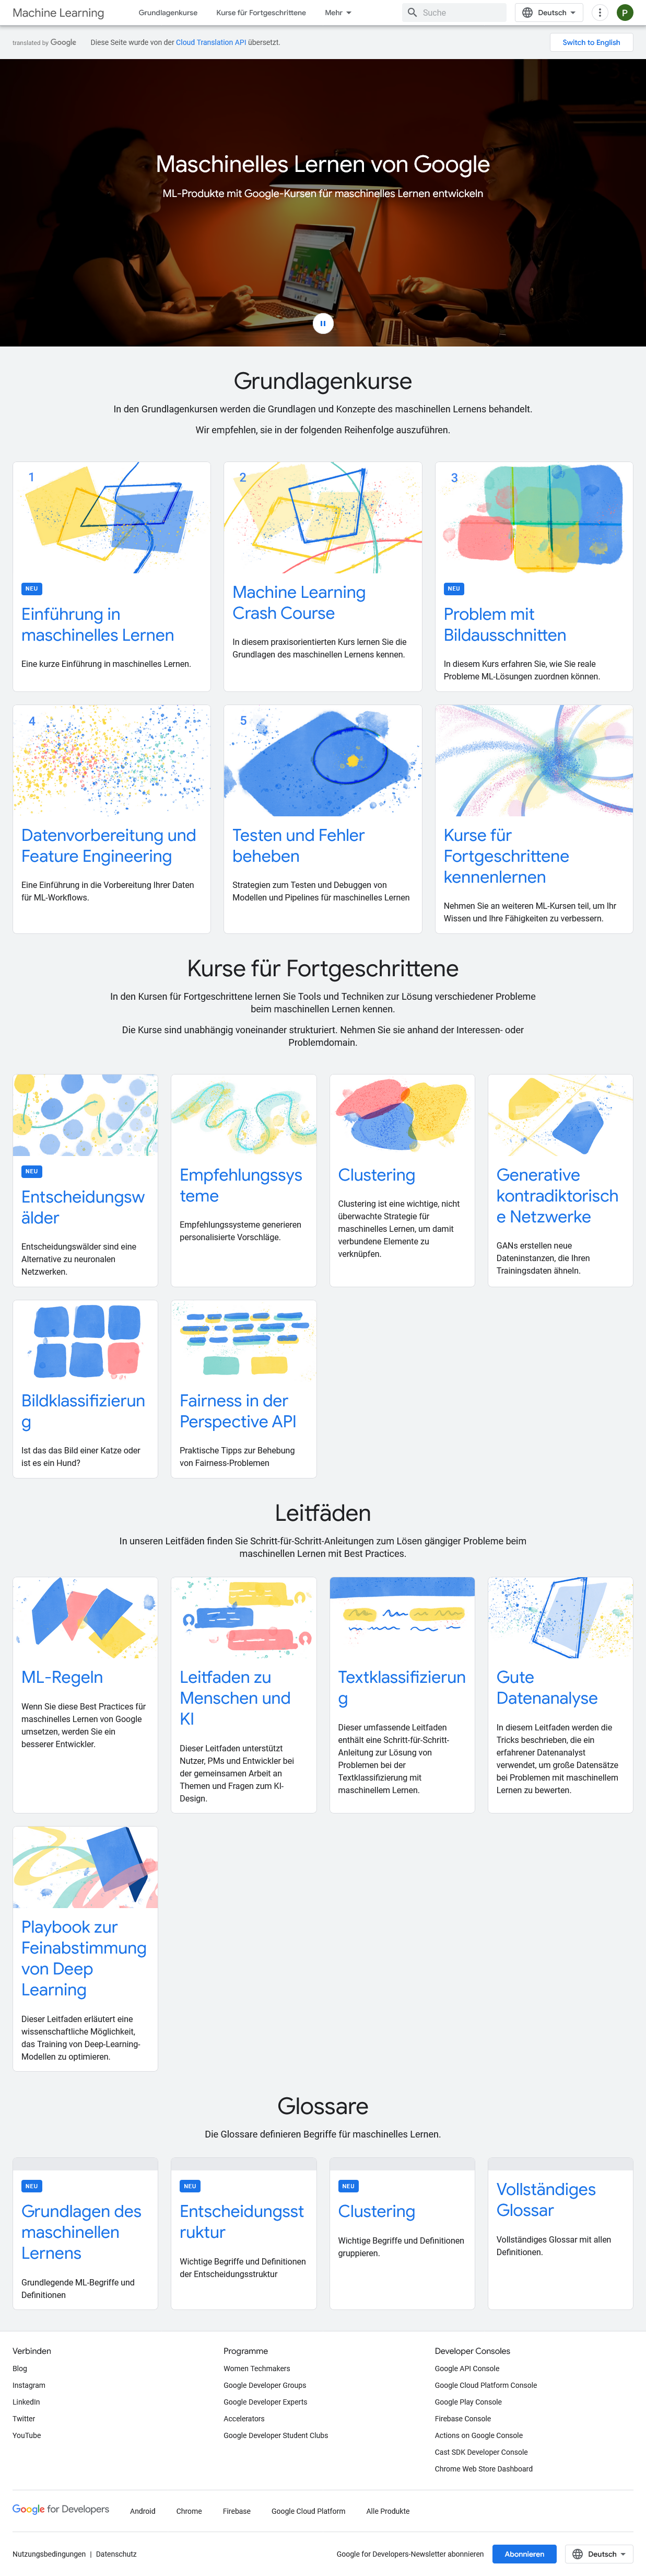 Machine Learning
Grundlagenkurse
Kurse für Fortgeschrittene
Mehr
Suche
Deutsch
P
translated by Google
Diese Seite wurde von der Cloud Translation API übersetzt.
Switch to English
Maschinelles Lernen von Google
ML-Produkte mit Google-Kursen für maschinelles Lernen entwickeln
Grundlagenkurse
In den Grundlagenkursen werden die Grundlagen und Konzepte des maschinellen Lernens behandelt.
Wir empfehlen, sie in der folgenden Reihenfolge auszuführen.
1
NEU
Einführung in
maschinelles Lernen
Eine kurze Einführung in maschinelles Lernen.
2
Machine Learning
Crash Course
In diesem praxisorientierten Kurs lernen Sie die
Grundlagen des maschinellen Lernens kennen.
3
NEU
Problem mit
Bildausschnitten
In diesem Kurs erfahren Sie, wie Sie reale
Probleme ML-Lösungen zuordnen können.
4
Datenvorbereitung und
Feature Engineering
Eine Einführung in die Vorbereitung Ihrer Daten
für ML-Workflows.
5
Testen und Fehler
beheben
Strategien zum Testen und Debuggen von
Modellen und Pipelines für maschinelles Lernen
Kurse für
Fortgeschrittene
kennenlernen
Nehmen Sie an weiteren ML-Kursen teil, um Ihr
Wissen und Ihre Fähigkeiten zu verbessern.
Kurse für Fortgeschrittene
In den Kursen für Fortgeschrittene lernen Sie Tools und Techniken zur Lösung verschiedener Probleme
beim maschinellen Lernen kennen.
Die Kurse sind unabhängig voneinander strukturiert. Nehmen Sie sie anhand der Interessen- oder
Problemdomain.
NEU
Entscheidungsw
älder
Entscheidungswälder sind eine
Alternative zu neuronalen
Netzwerken.
Empfehlungssys
teme
Empfehlungssysteme generieren
personalisierte Vorschläge.
Clustering
Clustering ist eine wichtige, nicht
überwachte Strategie für
maschinelles Lernen, um damit
verbundene Elemente zu
verknüpfen.
Generative
kontradiktorisch
e Netzwerke
GANs erstellen neue
Dateninstanzen, die Ihren
Trainingsdaten ähneln.
Bildklassifizierun
g
Ist das das Bild einer Katze oder
ist es ein Hund?
Fairness in der
Perspective API
Praktische Tipps zur Behebung
von Fairness-Problemen
Leitfäden
In unseren Leitfäden finden Sie Schritt-für-Schritt-Anleitungen zum Lösen gängiger Probleme beim
maschinellen Lernen mit Best Practices.
ML-Regeln
Wenn Sie diese Best Practices für
maschinelles Lernen von Google
umsetzen, werden Sie ein
besserer Entwickler.
Leitfaden zu
Menschen und
KI
Dieser Leitfaden unterstützt
Nutzer, PMs und Entwickler bei
der gemeinsamen Arbeit an
Themen und Fragen zum KI-
Design.
Textklassifizierun
g
Dieser umfassende Leitfaden
enthält eine Schritt-für-Schritt-
Anleitung zur Lösung von
Problemen bei der
Textklassifizierung mit
maschinellem Lernen.
Gute
Datenanalyse
In diesem Leitfaden werden die
Tricks beschrieben, die ein
erfahrener Datenanalyst
verwendet, um große Datensätze
bei Problemen mit maschinellem
Lernen zu bewerten.
Playbook zur
Feinabstimmung
von Deep
Learning
Dieser Leitfaden erläutert eine
wissenschaftliche Möglichkeit,
das Training von Deep-Learning-
Modellen zu optimieren.
Glossare
Die Glossare definieren Begriffe für maschinelles Lernen.
NEU
Grundlagen des
maschinellen
Lernens
Grundlegende ML-Begriffe und
Definitionen
NEU
Entscheidungsst
ruktur
Wichtige Begriffe und Definitionen
der Entscheidungsstruktur
NEU
Clustering
Wichtige Begriffe und Definitionen
gruppieren.
Vollständiges
Glossar
Vollständiges Glossar mit allen
Definitionen.
Verbinden
Blog
Instagram
LinkedIn
Twitter
YouTube
Programme
Women Techmakers
Google Developer Groups
Google Developer Experts
Accelerators
Google Developer Student Clubs
Developer Consoles
Google API Console
Google Cloud Platform Console
Google Play Console
Firebase Console
Actions on Google Console
Cast SDK Developer Console
Chrome Web Store Dashboard
Google for Developers
Android
Chrome
Firebase
Google Cloud Platform
Alle Produkte
Nutzungsbedingungen | Datenschutz
Google for Developers-Newsletter abonnieren
Abonnieren
Deutsch